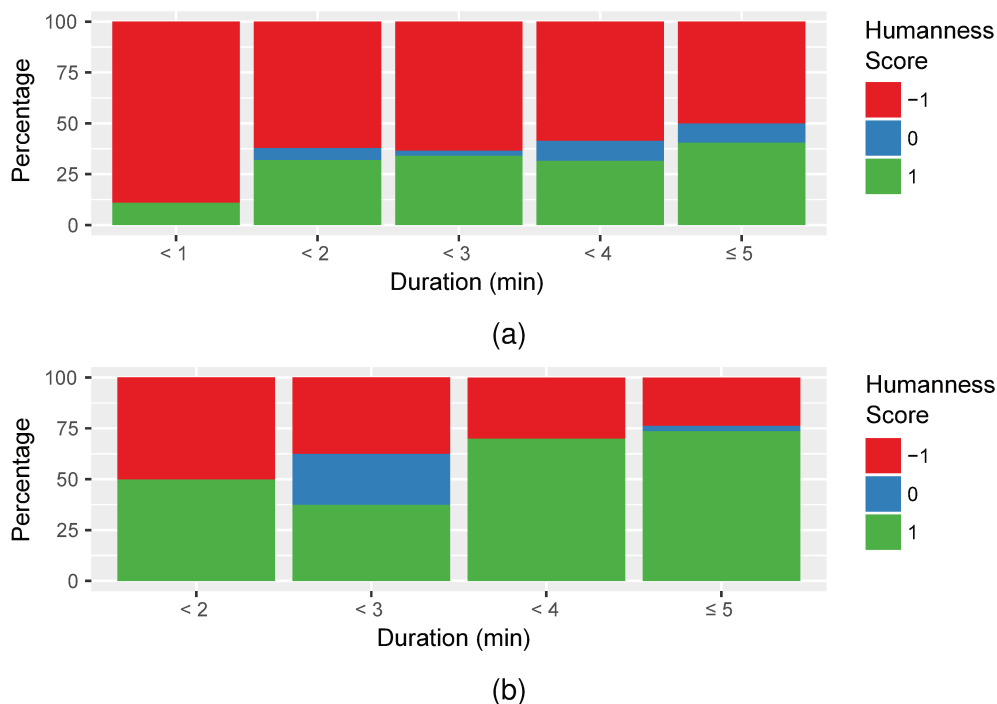 100
75
50
25
0
Percentage
< 1
< 2
< 3
< 4
≤ 5
Duration (min)
Humanness
Score
−1
0
1
(a)
100
75
50
25
0
Percentage
< 2
< 3
< 4
≤ 5
Duration (min)
Humanness
Score
−1
0
1
(b)